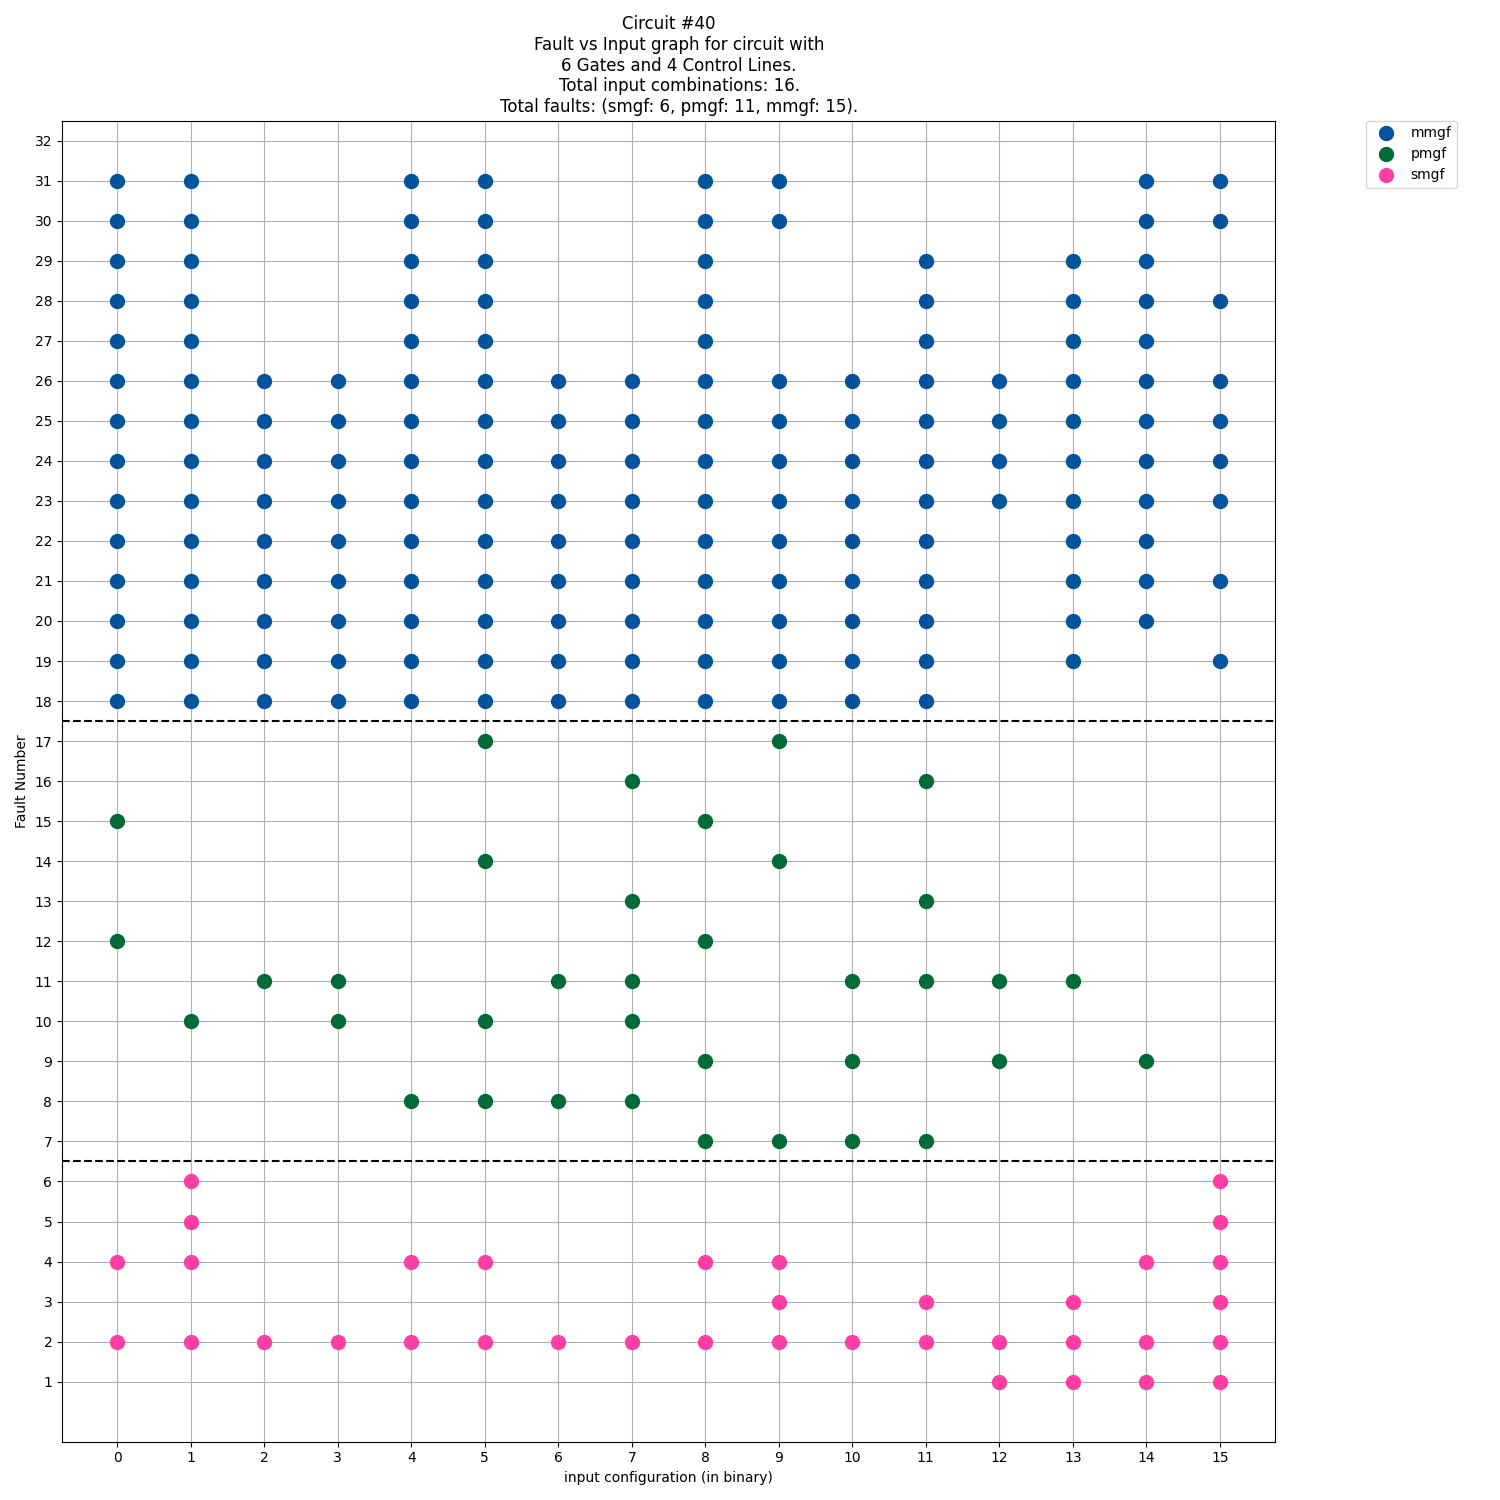 Circuit #40
Fault vs Input graph for circuit with
6 Gates and 4 Control Lines.
Total input combinations: 16.
Total faults: (smgf: 6, pmgf: 11, mmgf: 15).
mmgf
pmgf
smgf
Fault Number
32
31
30
29
28
27
26
25
24
23
22
21
20
19
18
17
16
15
14
13
12
11
10
9
8
7
6
5
4
3
2
1
0 1 2 3 4 5 6 7 8 9 10 11 12 13 14 15
input configuration (in binary)